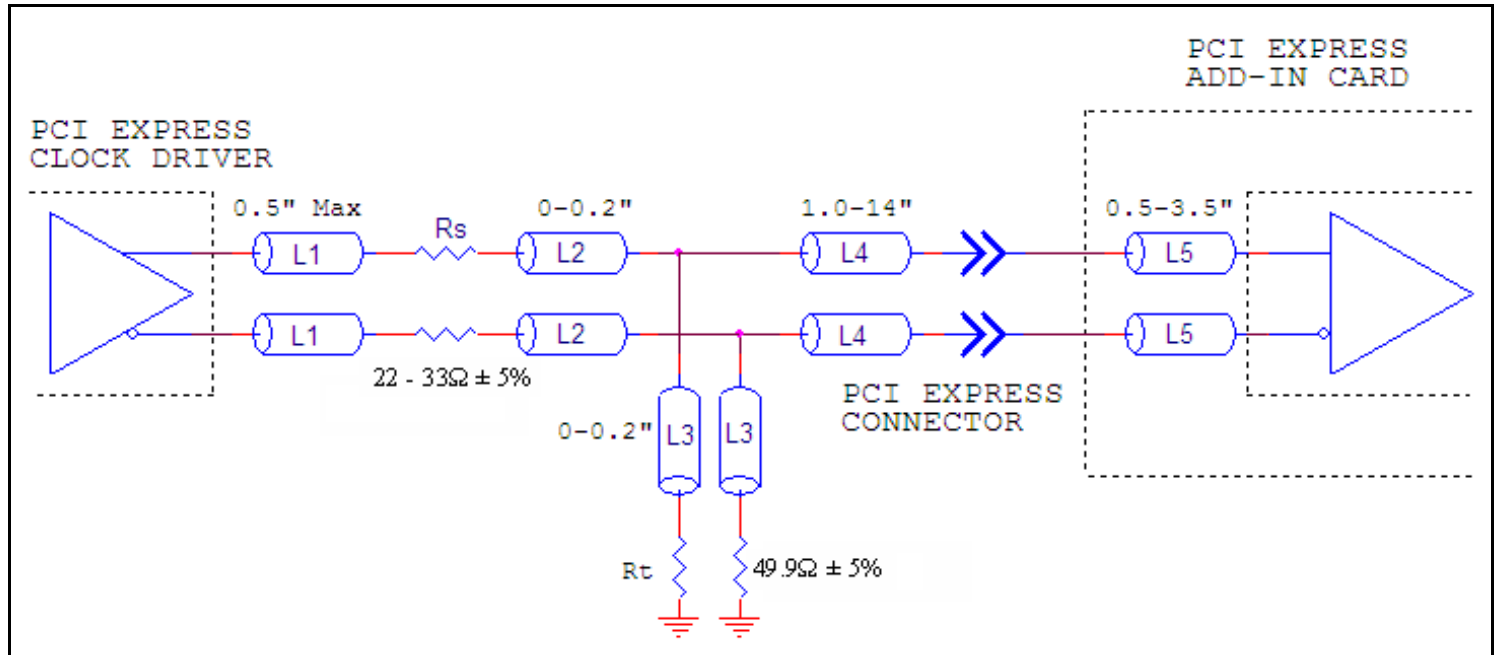 PCI EXPRESS
ADD-IN CARD
PCI EXPRESS
CLOCK DRIVER
0.5" Max
0-0.2"
1.0-14"
0.5-3.5"
Rs
L1
L2
L4
L5
L1
L2
L4
L5
22 - 33Ω ± 5%
PCI EXPRESS
CONNECTOR
0-0.2"
L3
L3
Rt
49.9Ω ± 5%